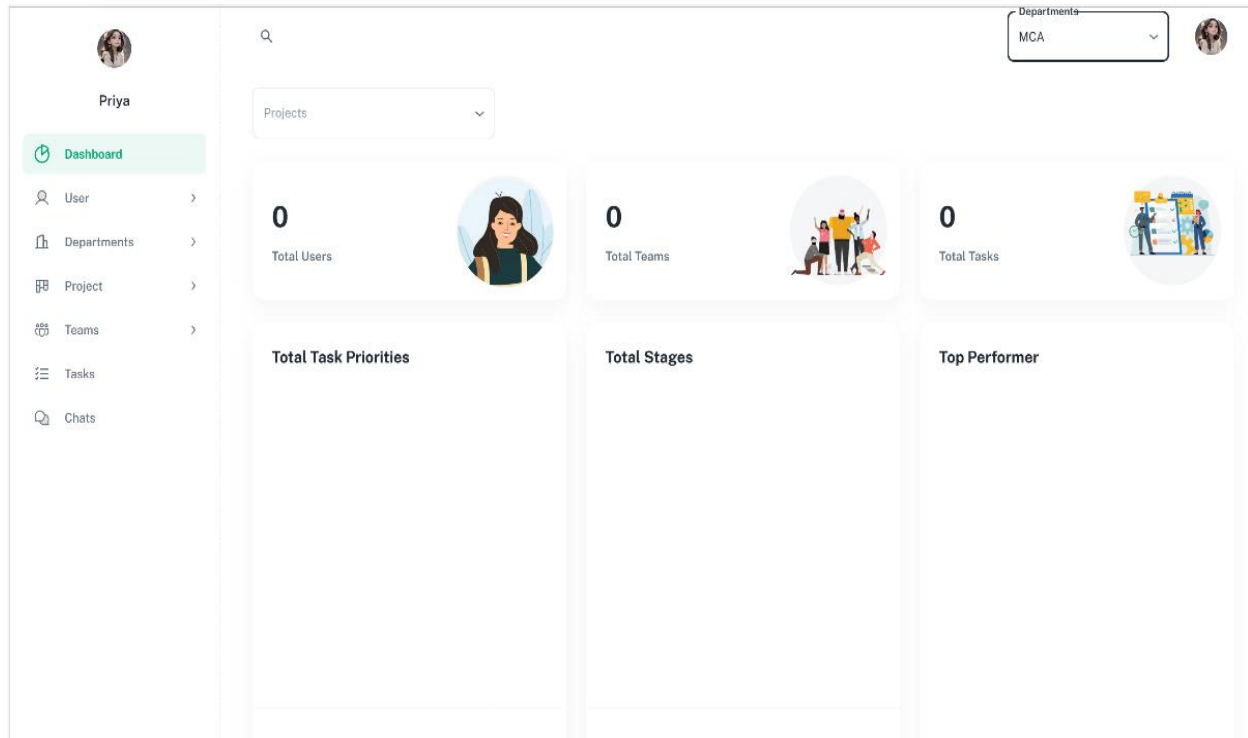 Priya
Dashboard
User
Departments
Project
Teams
Tasks
Chats
Departments
MCA
Projects
0
Total Users
0
Total Teams
0
Total Tasks
Total Task Priorities
Total Stages
Top Performer